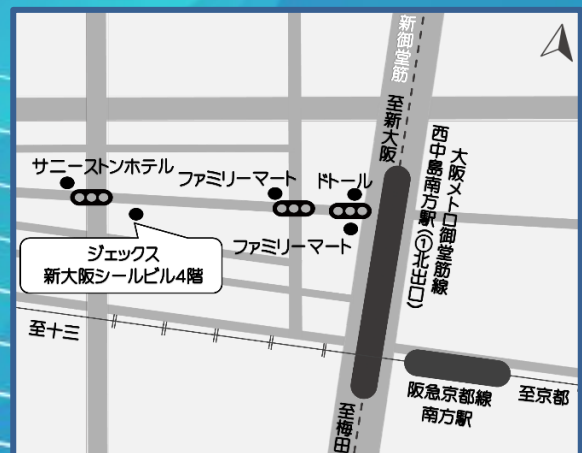 新御堂筋
至新大阪
大阪メトロ御堂筋線
西中島南方駅(①北出口)
サニーストンホテル
ファミリーマート
ドトール
ファミリーマート
ジェックス
新大阪シールビル4階
至十三
阪急京都線
南方駅
至京都
至梅田